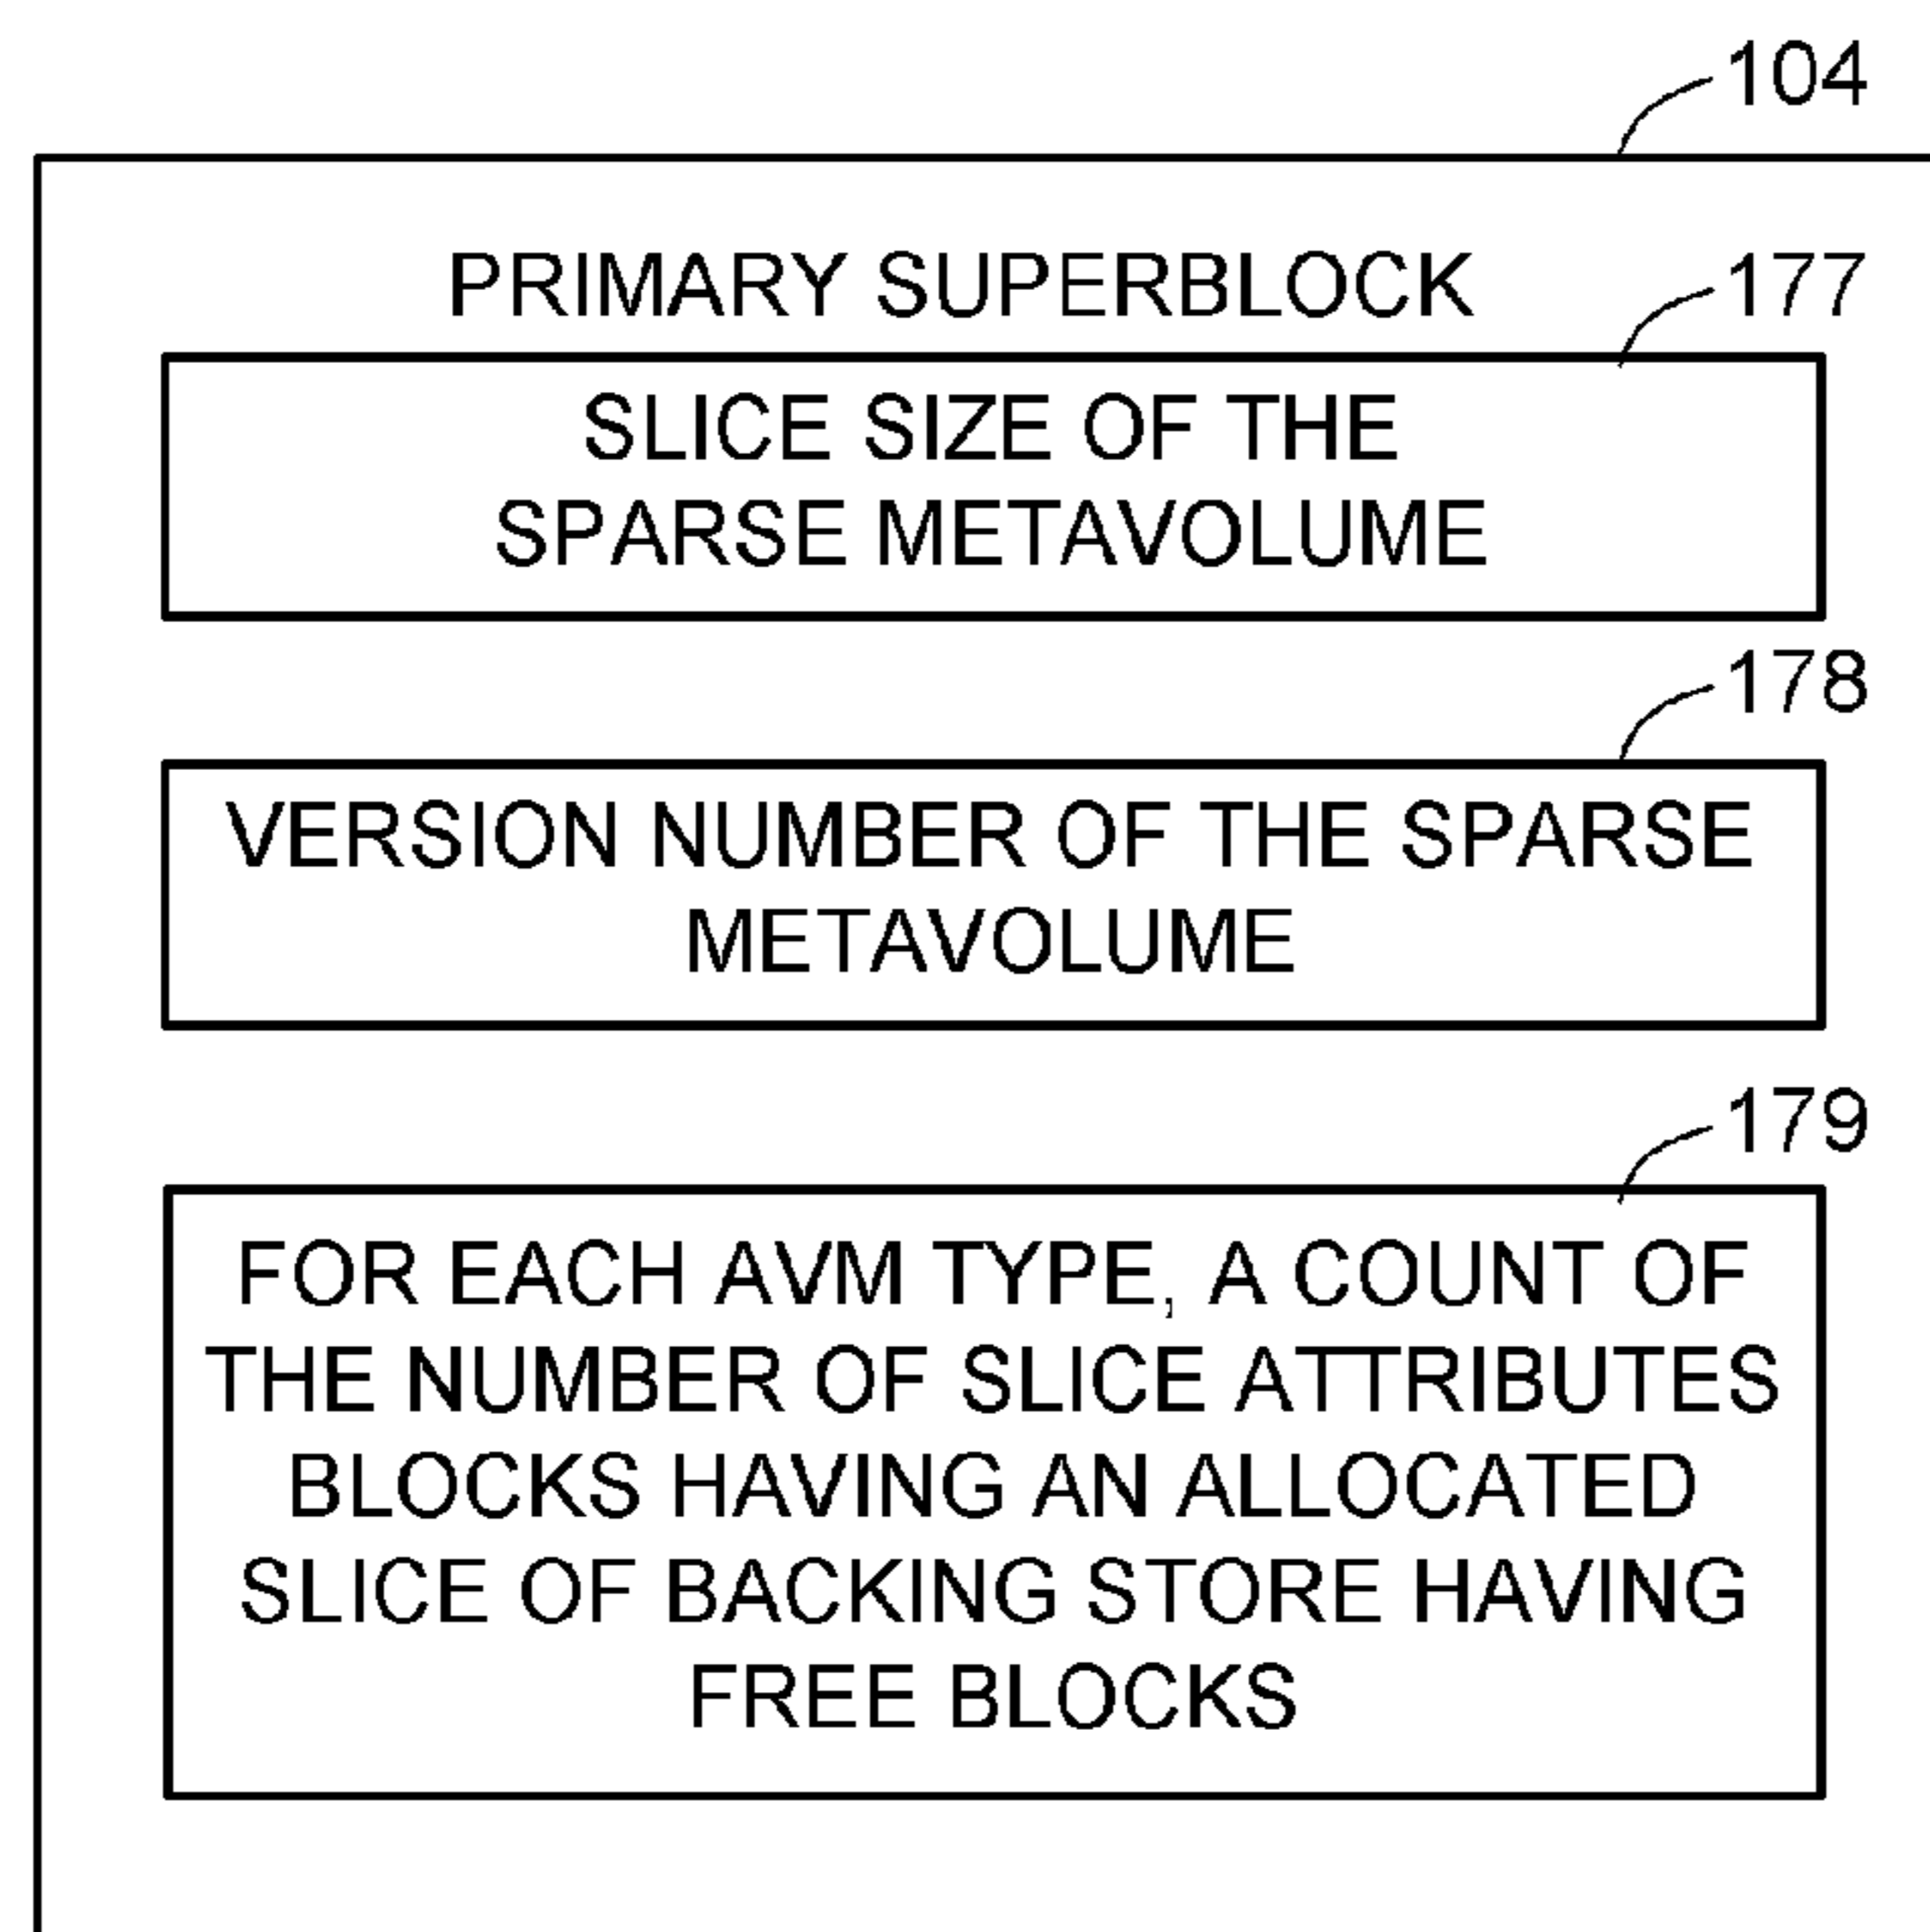 104
PRIMARY SUPERBLOCK
177
SLICE SIZE OF THE
SPARSE METAVOLUME
178
VERSION NUMBER OF THE SPARSE
METAVOLUME
179
FOR EACH AVM TYPE, A COUNT OF
THE NUMBER OF SLICE ATTRIBUTES
BLOCKS HAVING AN ALLOCATED
SLICE OF BACKING STORE HAVING
FREE BLOCKS